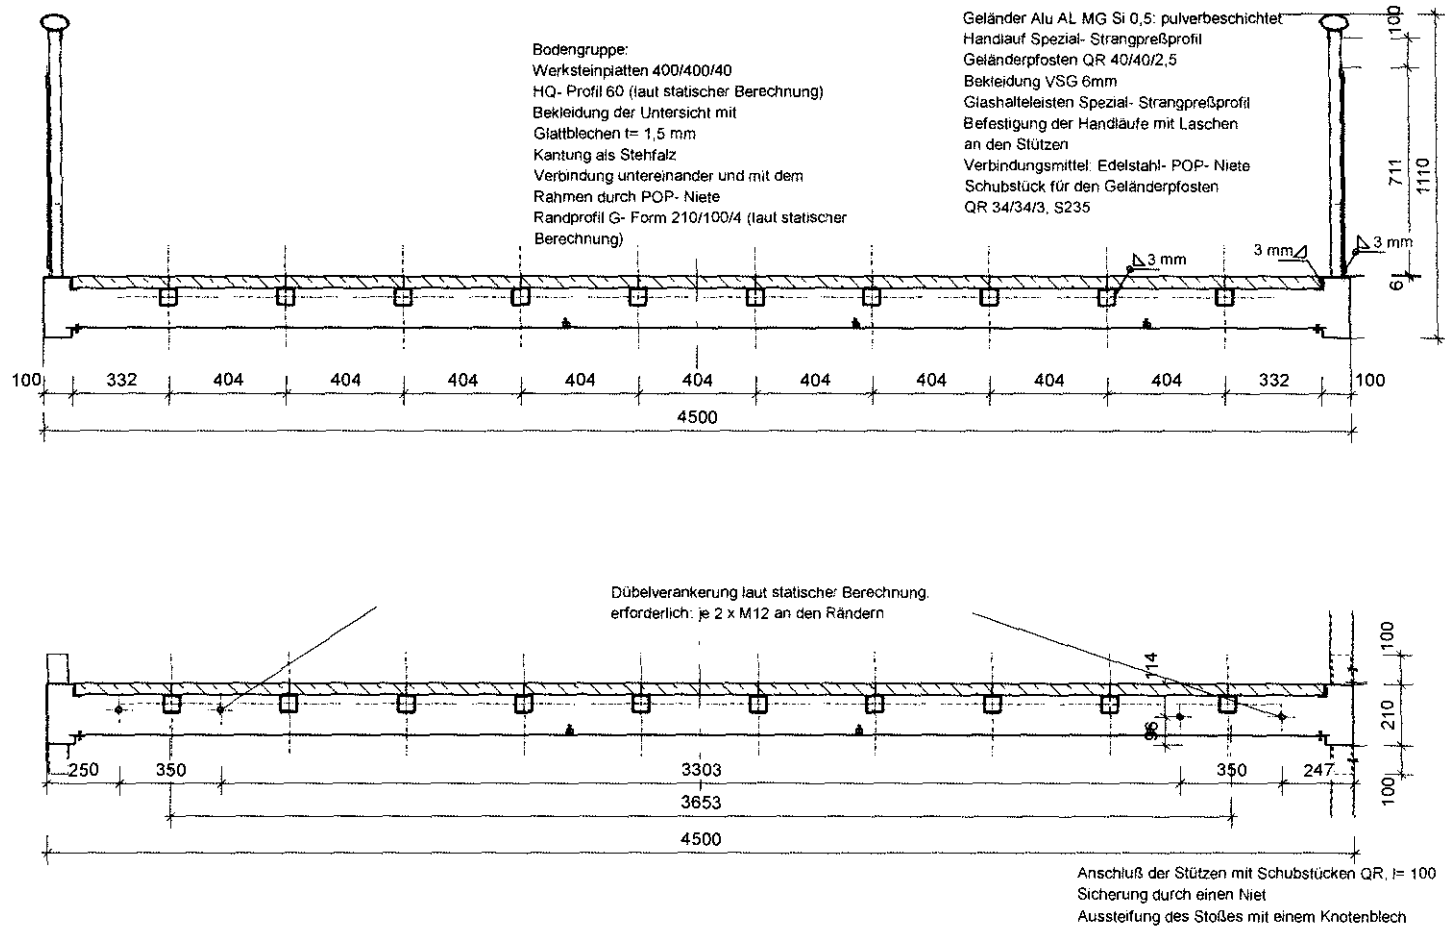 Bodengruppe:
Werksteinplatten 400/400/40
HQ- Profil 60 (laut statischer Berechnung)
Bekleidung der Untersicht mit
Glattblechen t= 1,5 mm
Kantung als Stehfalz
Verbindung untereinander und mit dem
Rahmen durch POP- Niete
Randprofil G- Form 210/100/4 (laut statischer
Berechnung)
Geländer Alu AL MG Si 0,5: pulverbeschichtet
Handlauf Spezial- Strangpreßprofil
Geländerpfosten QR 40/40/2,5
Bekleidung VSG 6mm
Glashalteleisten Spezial- Strangpreßprofil
Befestigung der Handläufe mit Laschen
an den Stützen
Verbindungsmittel: Edelstahl- POP- Niete
Schubstück für den Geländerpfosten
QR 34/34/3, S235
100
711
1110
61
3 mm
3 mm
3 mm
100 332 404 404 404 404 404 404 404 404 404 332 100
4500
Dübelverankerung laut statischer Berechnung.
erforderlich: je 2 x M12 an den Rändern
114
96
100
210
100
250 350 3303 350 247
3653
4500
Anschluß der Stützen mit Schubstücken QR, l= 100
Sicherung durch einen Niet
Aussteifung des Stoßes mit einem Knotenblech